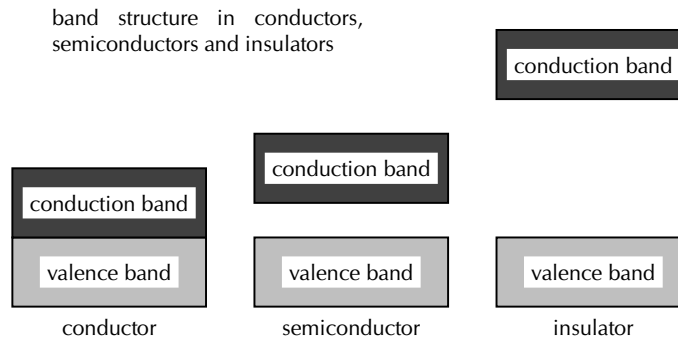 band structure in conductors,
semiconductors and insulators
conduction band
conduction band
conduction band
valence band
valence band
valence band
conductor
semiconductor
insulator